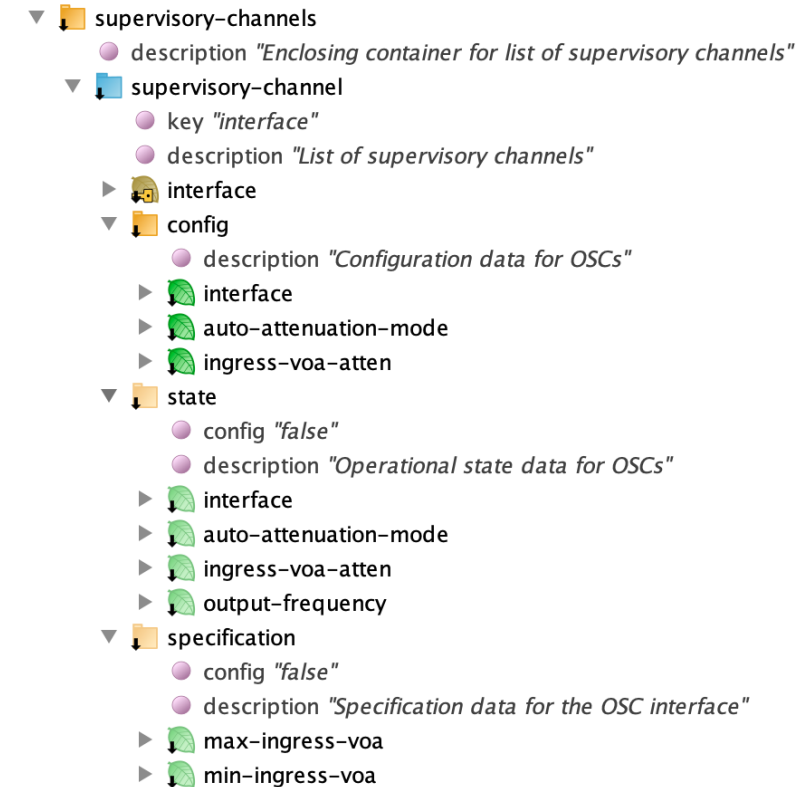 supervisory-channels
description "Enclosing container for list of supervisory channels"
supervisory-channel
key "interface"
description "List of supervisory channels"
interface
config
description "Configuration data for OSCs"
interface
auto-attenuation-mode
ingress-voa-atten
state
config "false"
description "Operational state data for OSCs"
interface
auto-attenuation-mode
ingress-voa-atten
output-frequency
specification
config "false"
description "Specification data for the OSC interface"
max-ingress-voa
min-ingress-voa